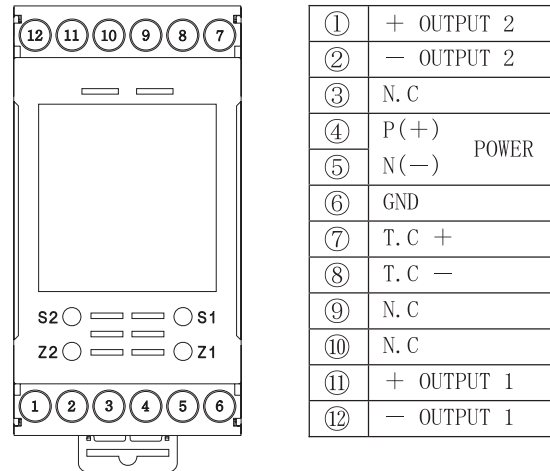 12 11 10 9 8 7
S2 S1
Z2 Z1
1 2 3 4 5 6
① + OUTPUT 2
② — OUTPUT 2
③ N.C
④ P(+)
POWER
⑤ N(—)
⑥ GND
⑦ T.C +
⑧ T.C —
⑨ N.C
⑩ N.C
⑪ + OUTPUT 1
⑫ — OUTPUT 1